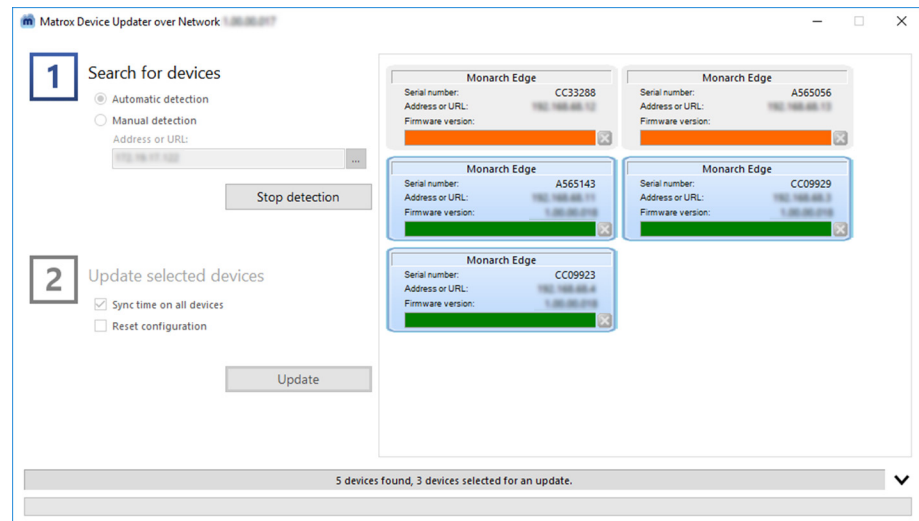 Matrox Device Updater over Network
1
Search for devices
Automatic detection
Manual detection
Address or URL:
...
Stop detection
2
Update selected devices
Sync time on all devices
Reset configuration
Update
Monarch Edge
Serial number: CC33288
Address or URL:
Firmware version:
Monarch Edge
Serial number: A565056
Address or URL:
Firmware version:
Monarch Edge
Serial number: A565143
Address or URL:
Firmware version:
Monarch Edge
Serial number: CC09929
Address or URL:
Firmware version:
Monarch Edge
Serial number: CC09923
Address or URL:
Firmware version:
5 devices found, 3 devices selected for an update.